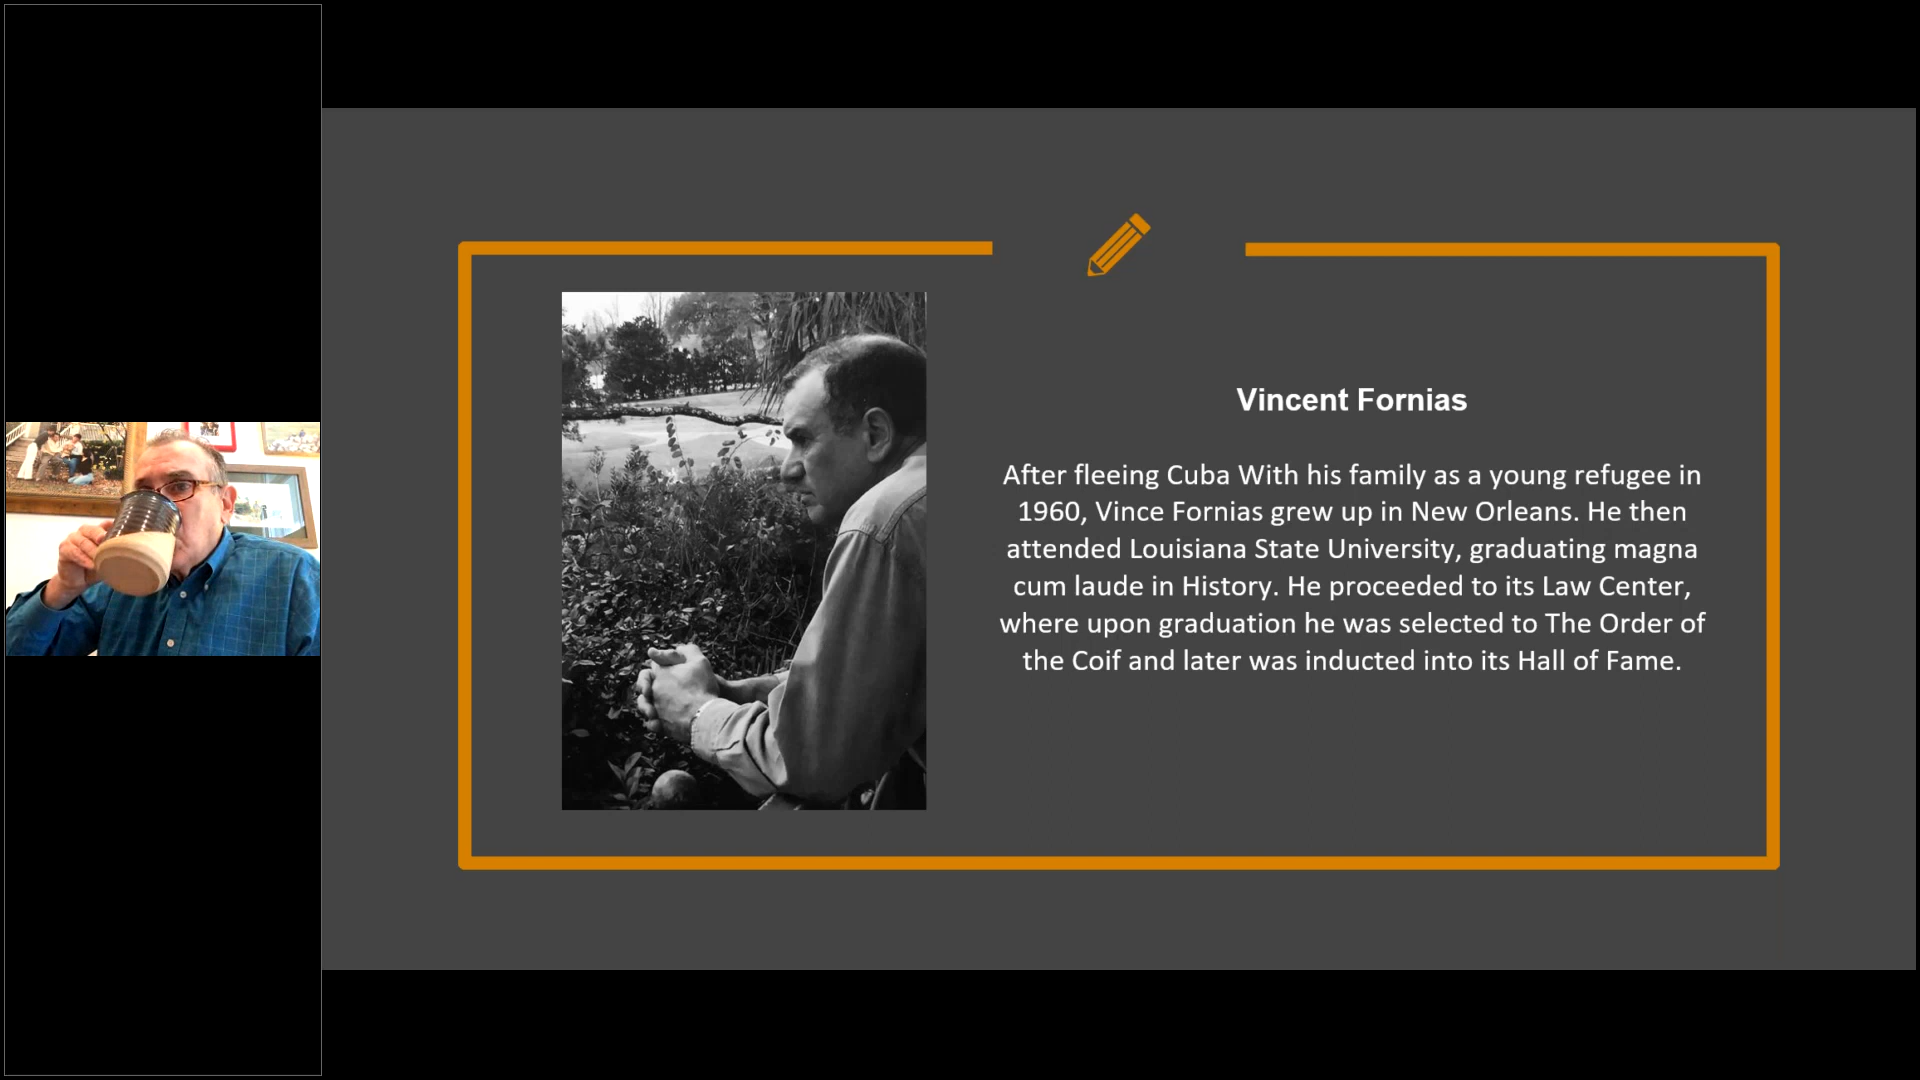 Vincent Fornias
After fleeing Cuba With his family as a young refugee in
1960, Vince Fornias grew up in New Orleans. He then
attended Louisiana State University, graduating magna
cum laude in History. He proceeded to its Law Center,
where upon graduation he was selected to The Order of
the Coif and later was inducted into its Hall of Fame.